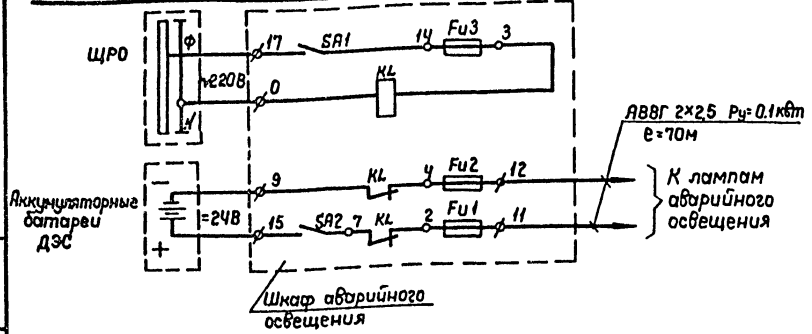 ЩРО
Ф
N
~220В
17
SA1
14
Fu3
3
0
KL
АВВГ 2×2,5 Ру=0.1квт
е=70м
Аккумуляторные
батареи
ДЭС
–
+
=24В
9
KL
4
Fu2
12
15
SA2
7
KL
2
Fu1
11
К лампам
аварийного
освещения
Шкаф аварийного
освещения